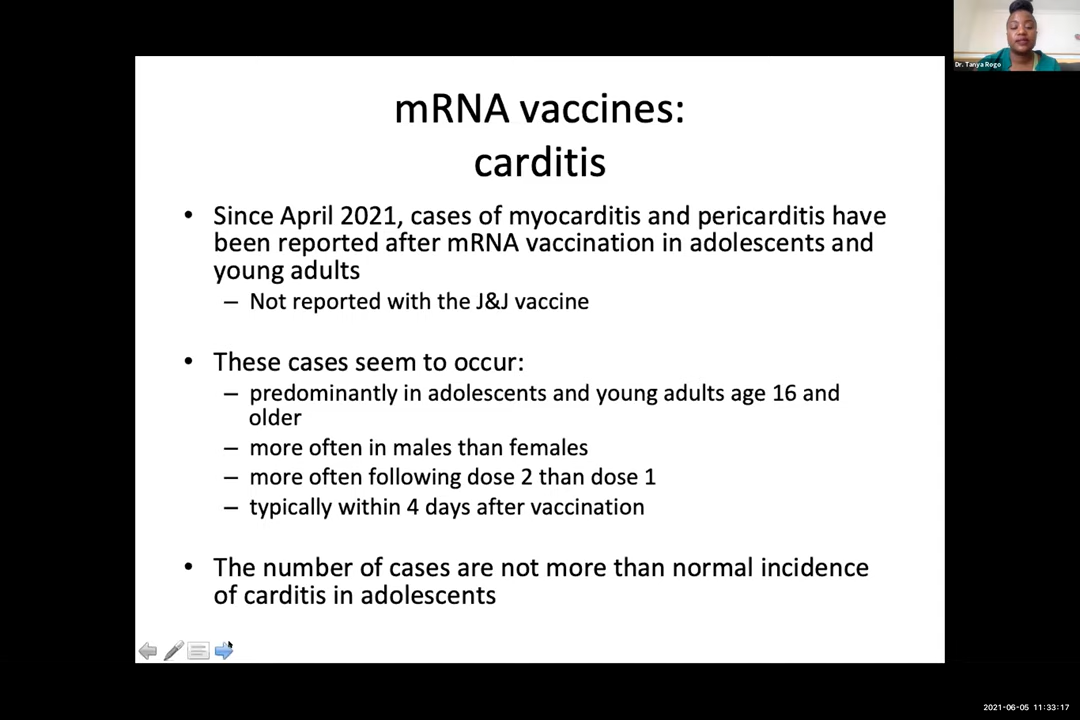 Dr. Tanya Rogo
mRNA vaccines:
carditis
• Since April 2021, cases of myocarditis and pericarditis have
been reported after mRNA vaccination in adolescents and
young adults
– Not reported with the J&J vaccine
• These cases seem to occur:
– predominantly in adolescents and young adults age 16 and
older
– more often in males than females
– more often following dose 2 than dose 1
– typically within 4 days after vaccination
• The number of cases are not more than normal incidence
of carditis in adolescents
2021-06-05 11:33:17